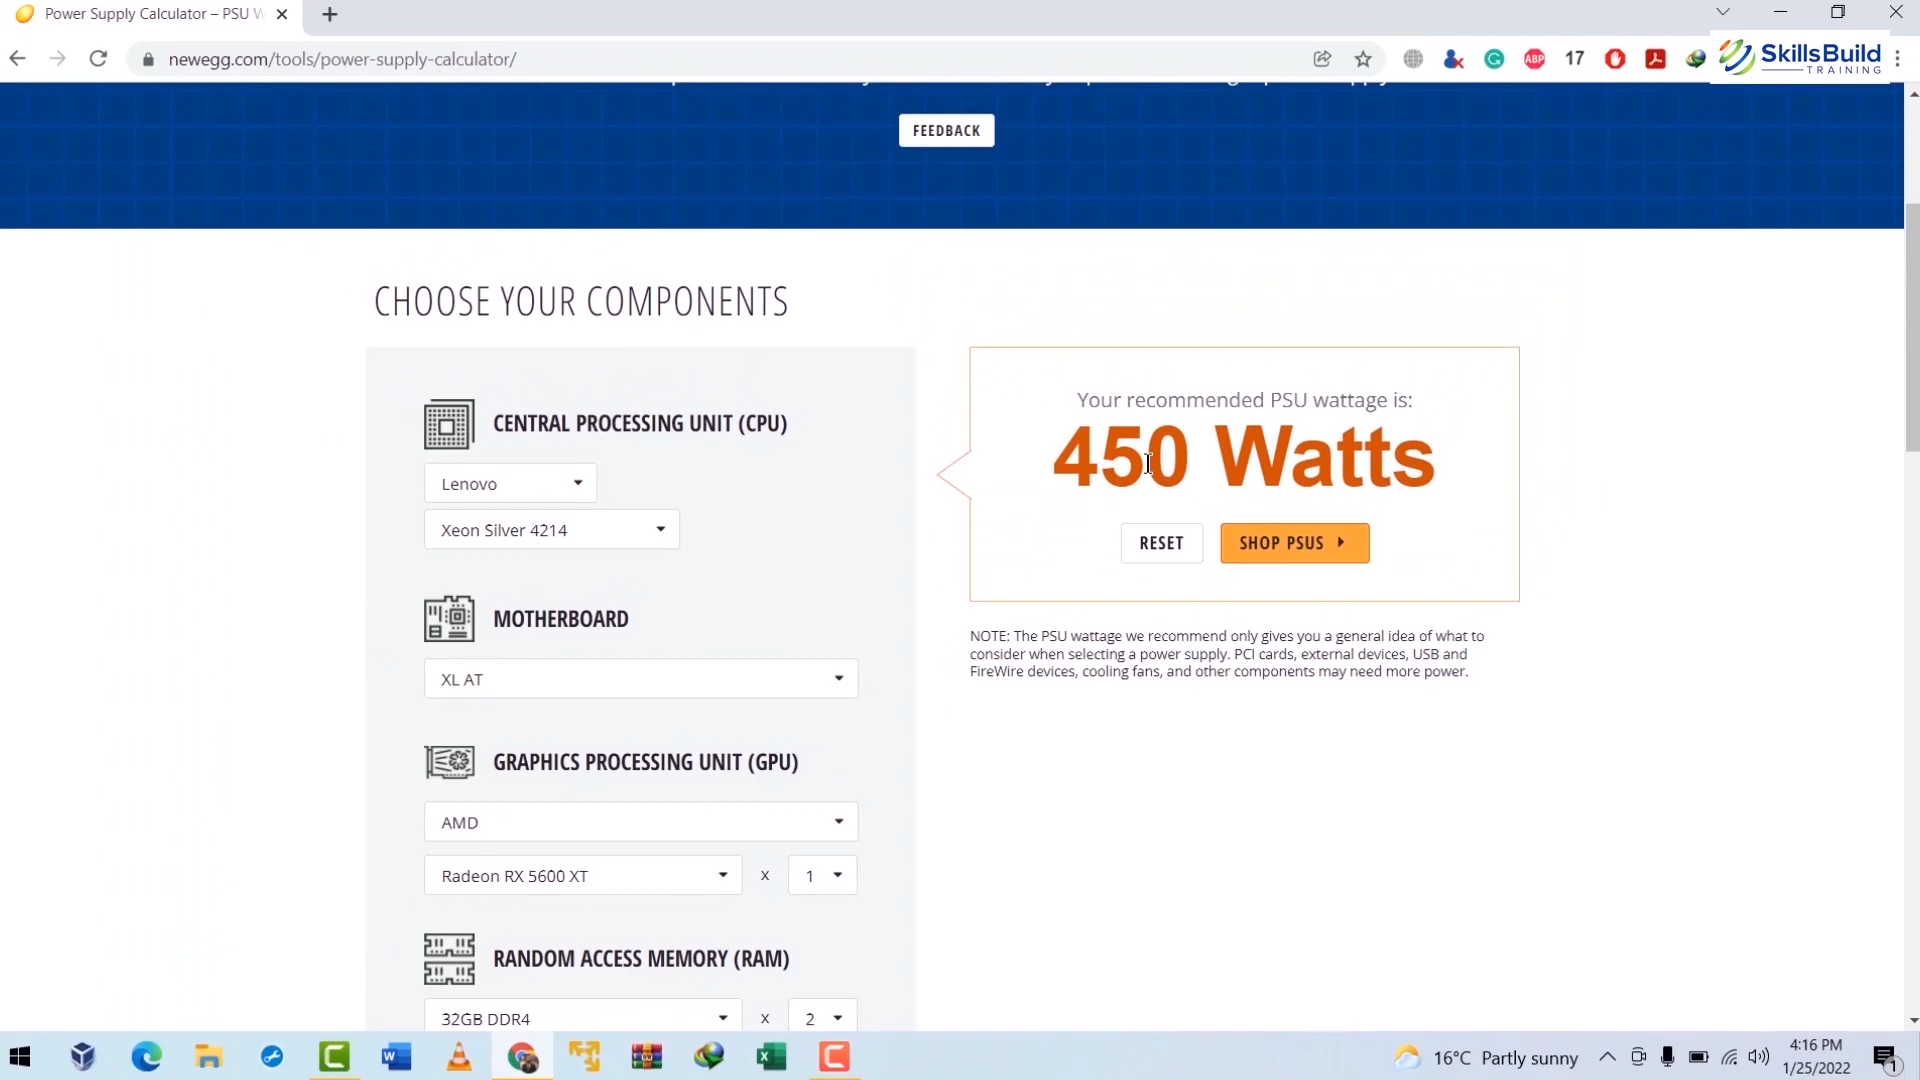 Power Supply Calculator – PSU W
newegg.com/tools/power-supply-calculator/
ABP
17
SkillsBuild
TRAINING
FEEDBACK
CHOOSE YOUR COMPONENTS
CENTRAL PROCESSING UNIT (CPU)
Lenovo
Xeon Silver 4214
MOTHERBOARD
XL AT
GRAPHICS PROCESSING UNIT (GPU)
AMD
Radeon RX 5600 XT x 1
RANDOM ACCESS MEMORY (RAM)
32GB DDR4 x 2
Your recommended PSU wattage is:
450 Watts
RESET
SHOP PSUS
NOTE: The PSU wattage we recommend only gives you a general idea of what to
consider when selecting a power supply. PCI cards, external devices, USB and
FireWire devices, cooling fans, and other components may need more power.
16°C Partly sunny
4:16 PM
1/25/2022
1